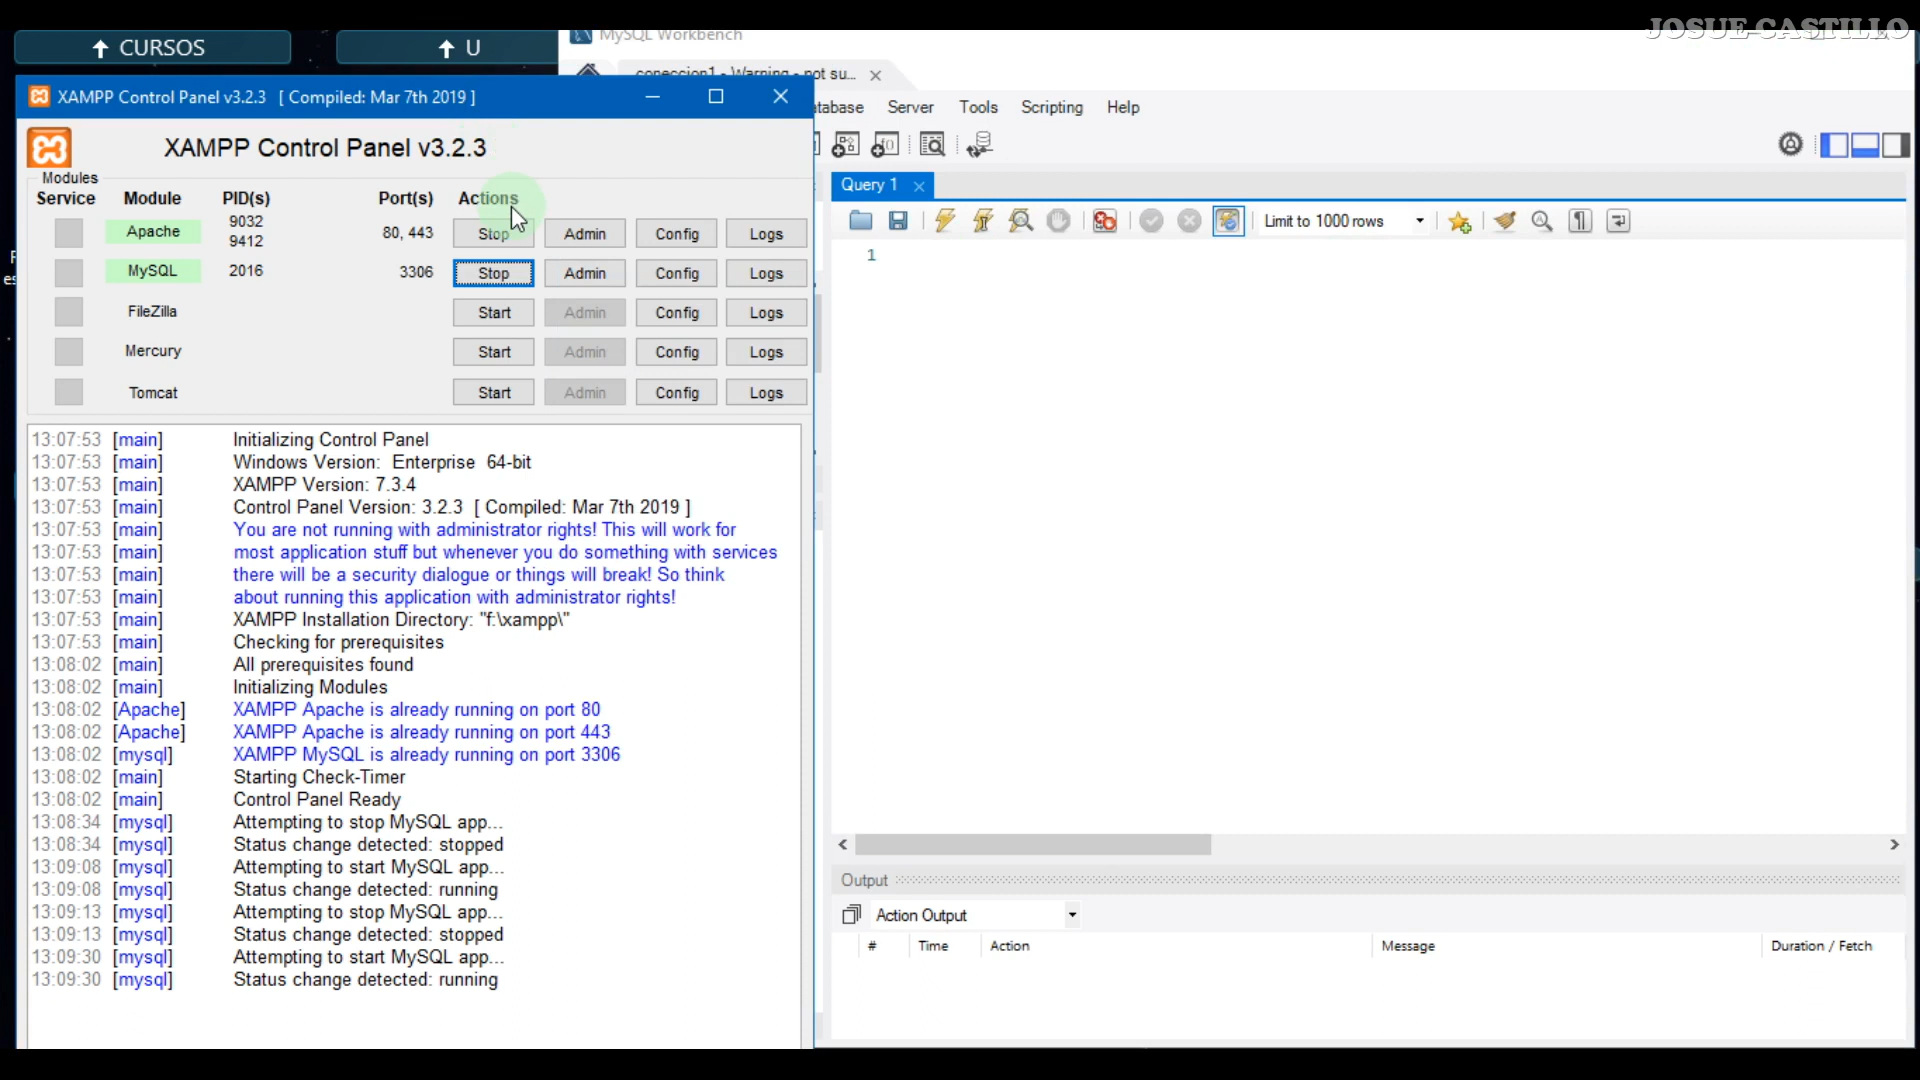 JOSUE CASTILLO
CURSOS
U
MySQL Workbench
coneccion1 - Warning - not su...
XAMPP Control Panel v3.2.3 [ Compiled: Mar 7th 2019 ]
tabase Server Tools Scripting Help
XAMPP Control Panel v3.2.3
Modules
Service Module PID(s) Port(s) Actions
Apache 9032 9412 80, 443 Stop Admin Config Logs
MySQL 2016 3306 Stop Admin Config Logs
FileZilla Start Admin Config Logs
Mercury Start Admin Config Logs
Tomcat Start Admin Config Logs
13:07:53 [main] Initializing Control Panel
13:07:53 [main] Windows Version: Enterprise 64-bit
13:07:53 [main] XAMPP Version: 7.3.4
13:07:53 [main] Control Panel Version: 3.2.3 [ Compiled: Mar 7th 2019 ]
13:07:53 [main] You are not running with administrator rights! This will work for
13:07:53 [main] most application stuff but whenever you do something with services
13:07:53 [main] there will be a security dialogue or things will break! So think
13:07:53 [main] about running this application with administrator rights!
13:07:53 [main] XAMPP Installation Directory: "f:\xampp\"
13:07:53 [main] Checking for prerequisites
13:08:02 [main] All prerequisites found
13:08:02 [main] Initializing Modules
13:08:02 [Apache] XAMPP Apache is already running on port 80
13:08:02 [Apache] XAMPP Apache is already running on port 443
13:08:02 [mysql] XAMPP MySQL is already running on port 3306
13:08:02 [main] Starting Check-Timer
13:08:02 [main] Control Panel Ready
13:08:34 [mysql] Attempting to stop MySQL app...
13:08:34 [mysql] Status change detected: stopped
13:09:08 [mysql] Attempting to start MySQL app...
13:09:08 [mysql] Status change detected: running
13:09:13 [mysql] Attempting to stop MySQL app...
13:09:13 [mysql] Status change detected: stopped
13:09:30 [mysql] Attempting to start MySQL app...
13:09:30 [mysql] Status change detected: running
Query 1
Limit to 1000 rows
1
Output
Action Output
# Time Action Message Duration / Fetch